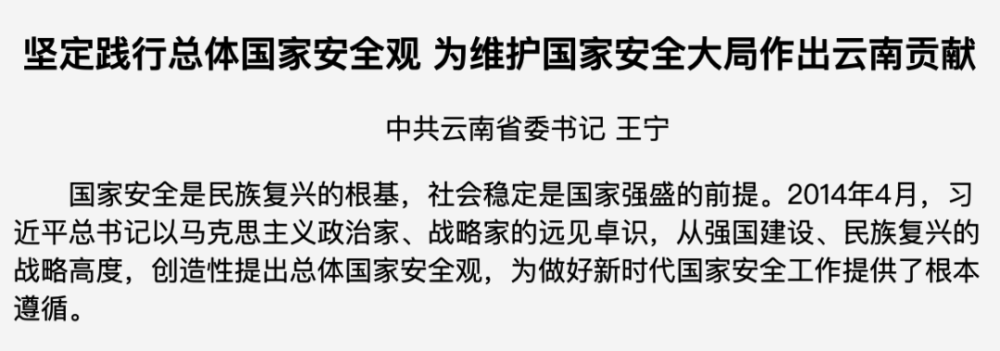 坚定践行总体国家安全观 为维护国家安全大局作出云南贡献
中共云南省委书记 王宁
国家安全是民族复兴的根基，社会稳定是国家强盛的前提。2014年4月，习
近平总书记以马克思主义政治家、战略家的远见卓识，从强国建设、民族复兴的
战略高度，创造性提出总体国家安全观，为做好新时代国家安全工作提供了根本
遵循。